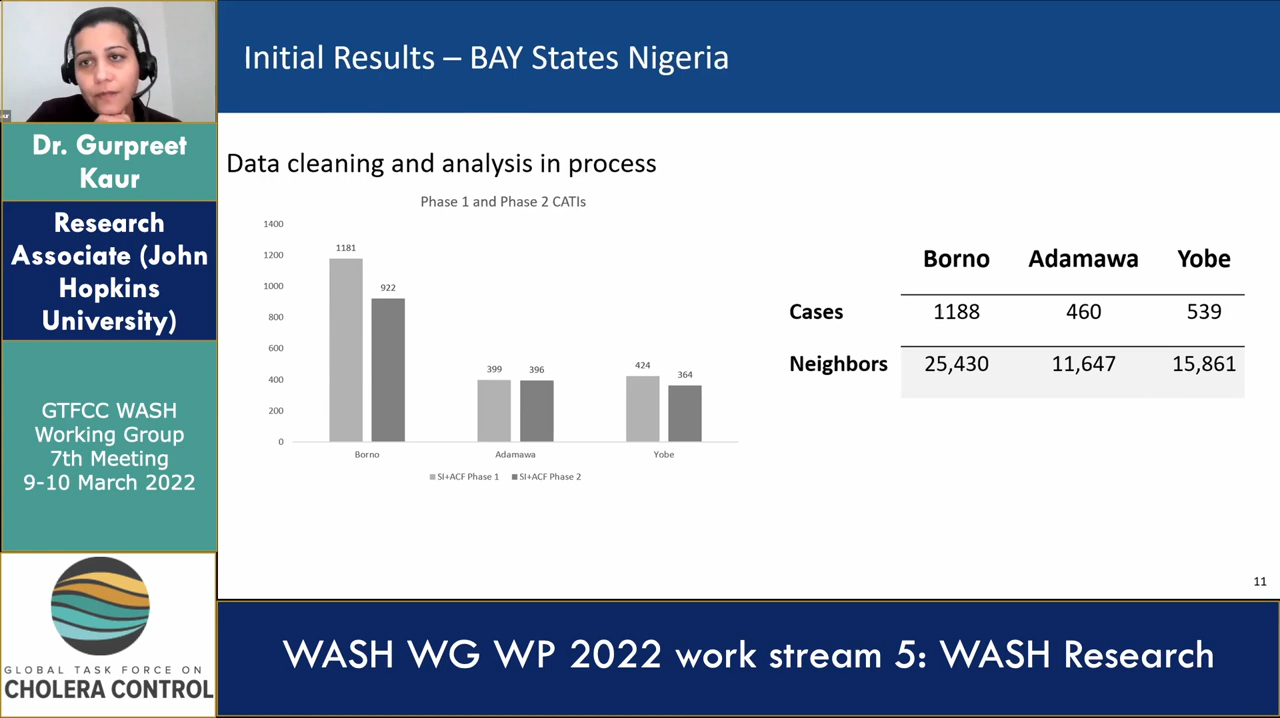 Initial Results – BAY States Nigeria
Dr. Gurpreet
Kaur
Research
Associate (John
Hopkins
University)
GTFCC WASH
Working Group
7th Meeting
9-10 March 2022
GLOBAL TASK FORCE ON
CHOLERA CONTROL
Data cleaning and analysis in process
Phase 1 and Phase 2 CATIs
1400
1200
1000
800
600
400
200
0
1181
922
399
396
424
364
Borno
Adamawa
Yobe
SI+ACF Phase 1
SI+ACF Phase 2
Borno Adamawa Yobe
Cases 1188 460 539
Neighbors 25,430 11,647 15,861
11
WASH WG WP 2022 work stream 5: WASH Research